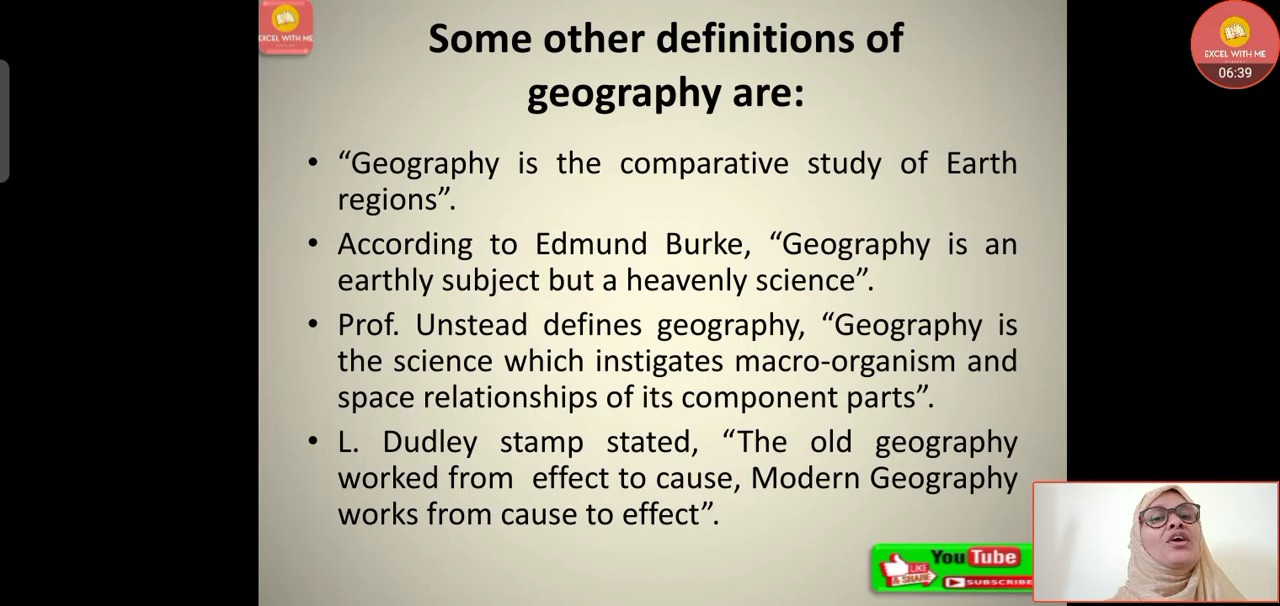 EXCEL WITH ME
Some other definitions of
geography are:
• “Geography is the comparative study of Earth
regions”.
• According to Edmund Burke, “Geography is an
earthly subject but a heavenly science”.
• Prof. Unstead defines geography, “Geography is
the science which instigates macro-organism and
space relationships of its component parts”.
• L. Dudley stamp stated, “The old geography
worked from effect to cause, Modern Geography
works from cause to effect”.
EXCEL WITH ME
06:39
YouTube
LIKE
& SHARE
SUBSCRIBE